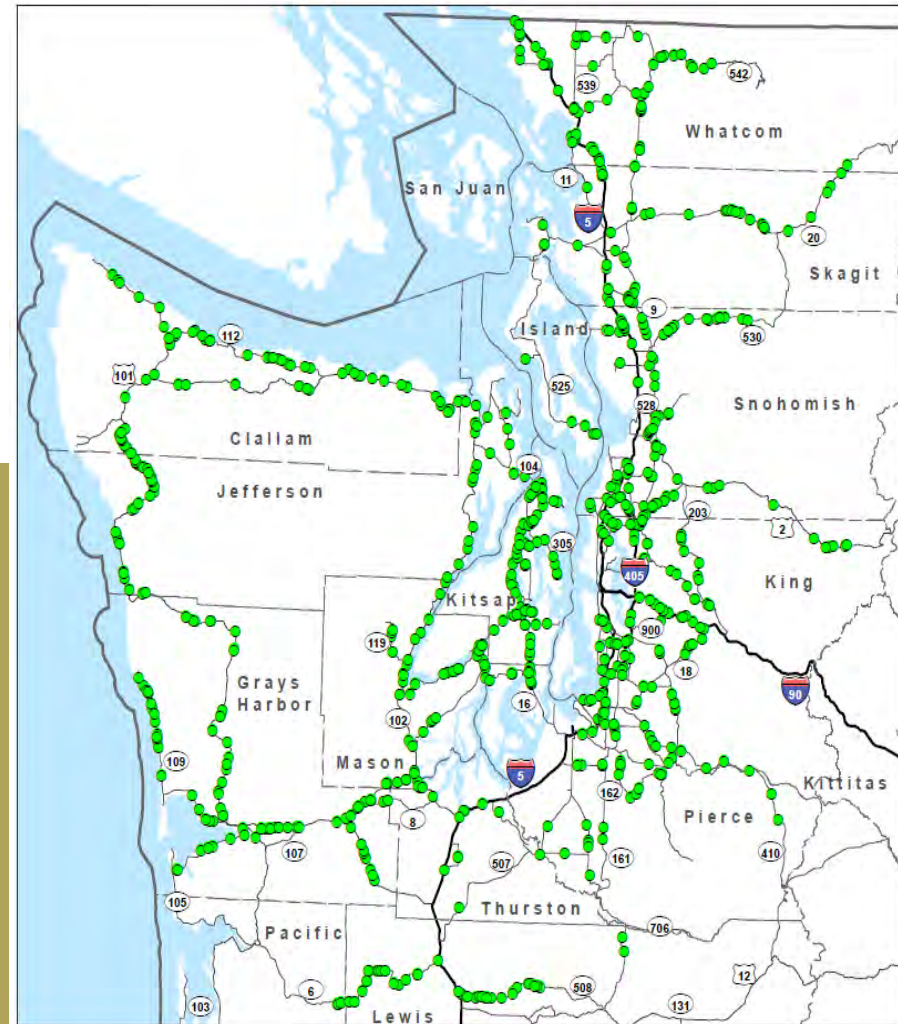 542
539
Whatcom
San Juan
11
5
20
Skagit
9
Island
530
112
101
525
528
Snohomish
Clallam
104
Jefferson
203
2
305
405
King
Kitsap
119
900
18
Grays
Harbor
90
102
16
Mason
109
5
Kittitas
162
Pierce
8
107
507
161
410
105
Thurston
706
Pacific
12
6
508
103
131
Lewis